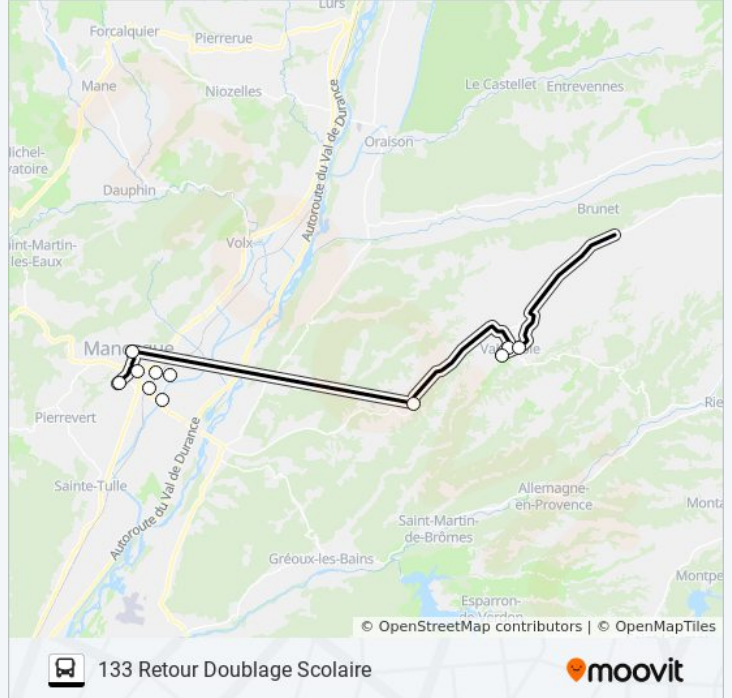 Lurs
Forcalquier
Pierrerue
Mane
Niozelles
Le Castellet
Entrevennes
Autoroute du Val de Durance
Oraison
Dauphin
Brunet
Volx
aint-Martin-
les-Eaux
Pierrevert
Autoroute du Val de Durance
Sainte-Tulle
Rie
Allemagne-
en-Provence
Monta
Saint-Martin-
de-Brômes
Gréoux-les-Bains
Montpe
Esparron-
de-Verdon
© OpenStreetMap contributors | © OpenMapTiles
133 Retour Doublage Scolaire
moovit